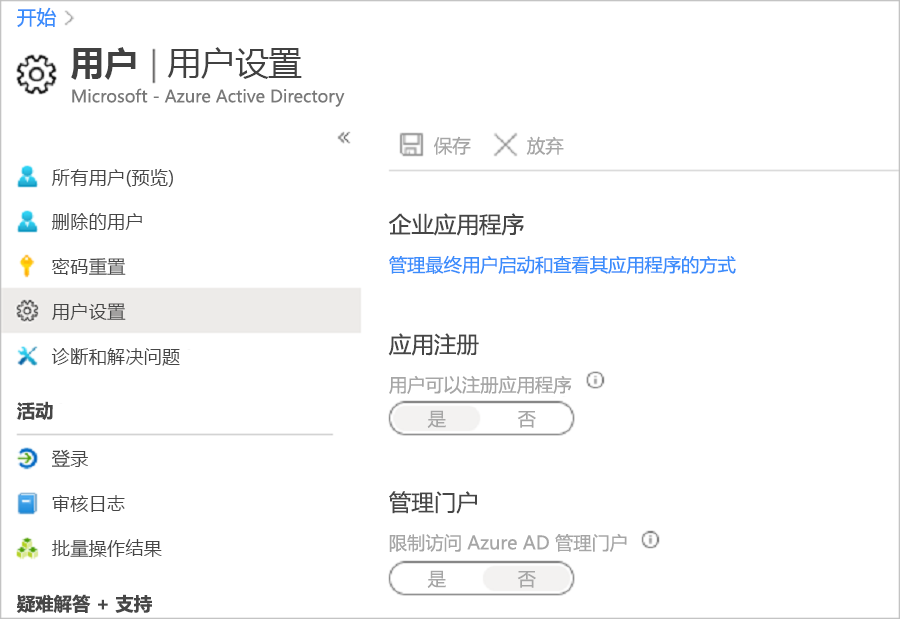 开始
用户 | 用户设置
Microsoft - Azure Active Directory
所有用户(预览)
删除的用户
密码重置
用户设置
诊断和解决问题
活动
登录
审核日志
批量操作结果
疑难解答 + 支持
保存 放弃
企业应用程序
管理最终用户启动和查看其应用程序的方式
应用注册
用户可以注册应用程序
是 否
管理门户
限制访问 Azure AD 管理门户
是 否